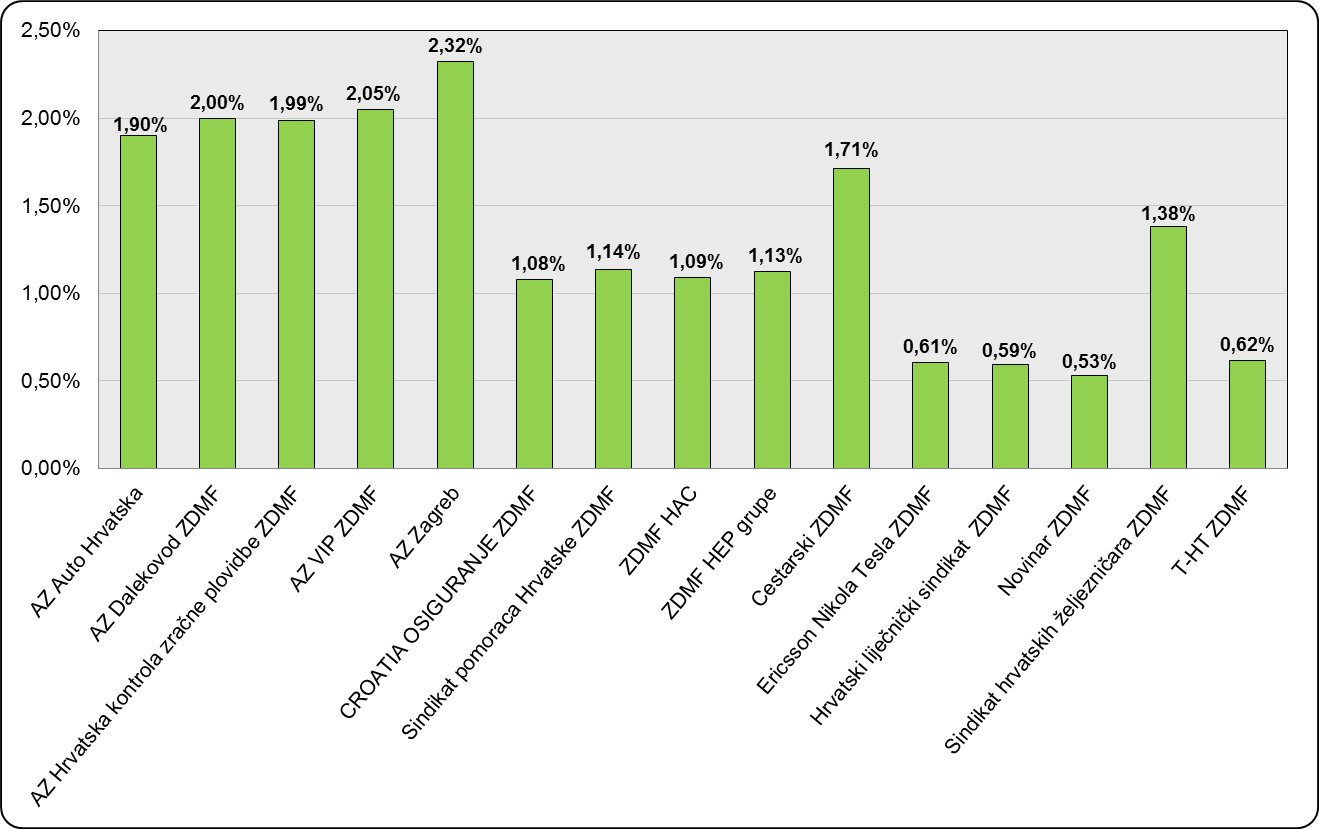 2,50%
2,00%
1,50%
1,00%
0,50%
0,00%
1,90%
2,00%
1,99%
2,05%
2,32%
1,08%
1,14%
1,09%
1,13%
1,71%
0,61%
0,59%
0,53%
1,38%
0,62%
AZ Auto Hrvatska
AZ Dalekovod ZDMF
AZ Hrvatska kontrola zračne plovidbe ZDMF
AZ VIP ZDMF
AZ Zagreb
CROATIA OSIGURANJE ZDMF
Sindikat pomoraca Hrvatske ZDMF
ZDMF HAC
ZDMF HEP grupe
Cestarski ZDMF
Ericsson Nikola Tesla ZDMF
Hrvatski liječnički sindikat ZDMF
Novinar ZDMF
Sindikat hrvatskih željezničara ZDMF
T-HT ZDMF